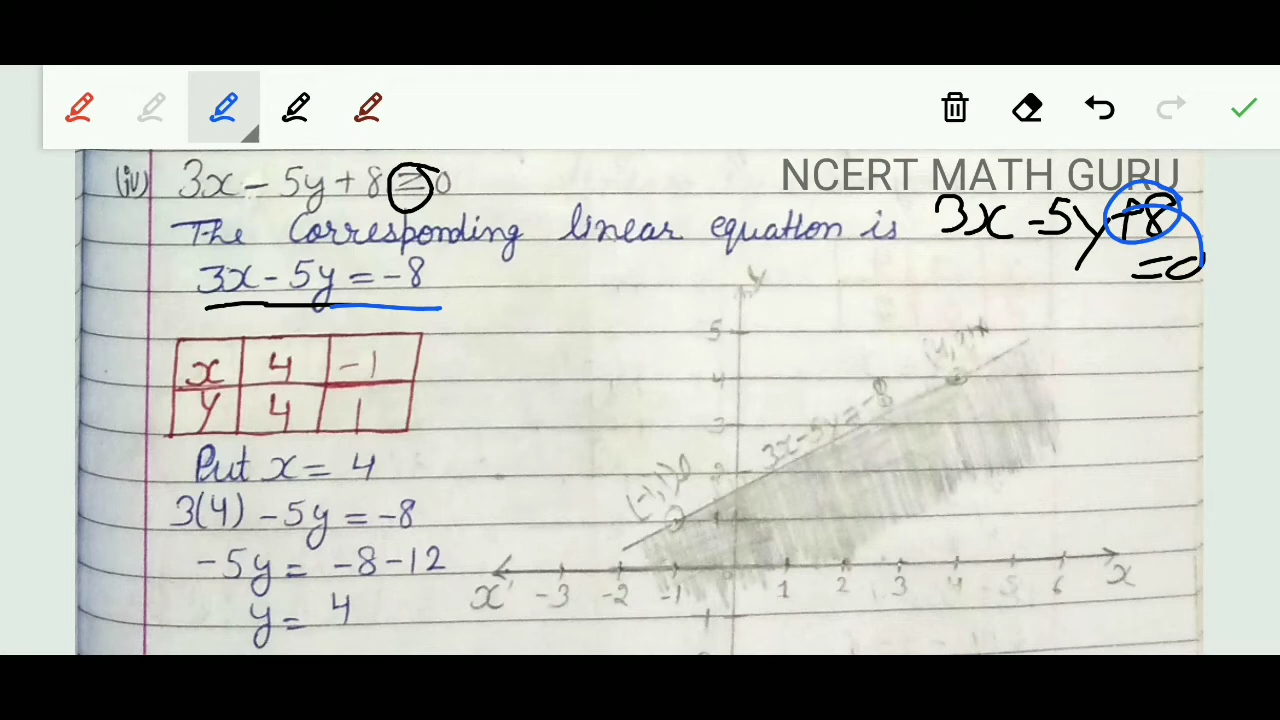 NCERT MATH GURU
(iv) 3x - 5y + 8 ≥ 0
The Corresponding linear equation is 3x - 5y + 8
= 0
3x - 5y = -8
x 4 -1
y 4 1
Put x = 4
3(4) - 5y = -8
-5y = -8 - 12
y = 4
y
5
4
3
2
1
(-1, 1)
3x - 5y = -8
x' -3 -2 -1 1 2 3 4 5 6 x